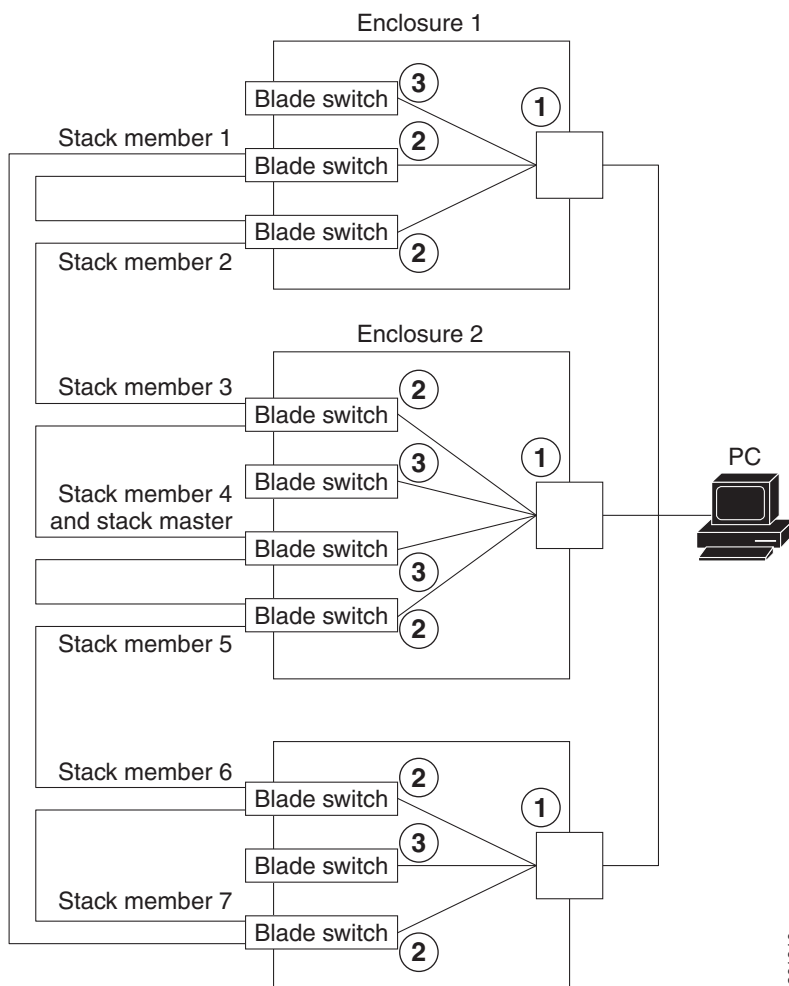 Enclosure 1
Blade switch
3
1
Stack member 1
2
Blade switch
Blade switch
2
Stack member 2
Enclosure 2
Stack member 3
2
Blade switch
3
1
PC
Blade switch
Stack member 4
and stack master
Blade switch
3
Blade switch
2
Stack member 5
Stack member 6
2
Blade switch
1
3
Blade switch
Stack member 7
Blade switch
2